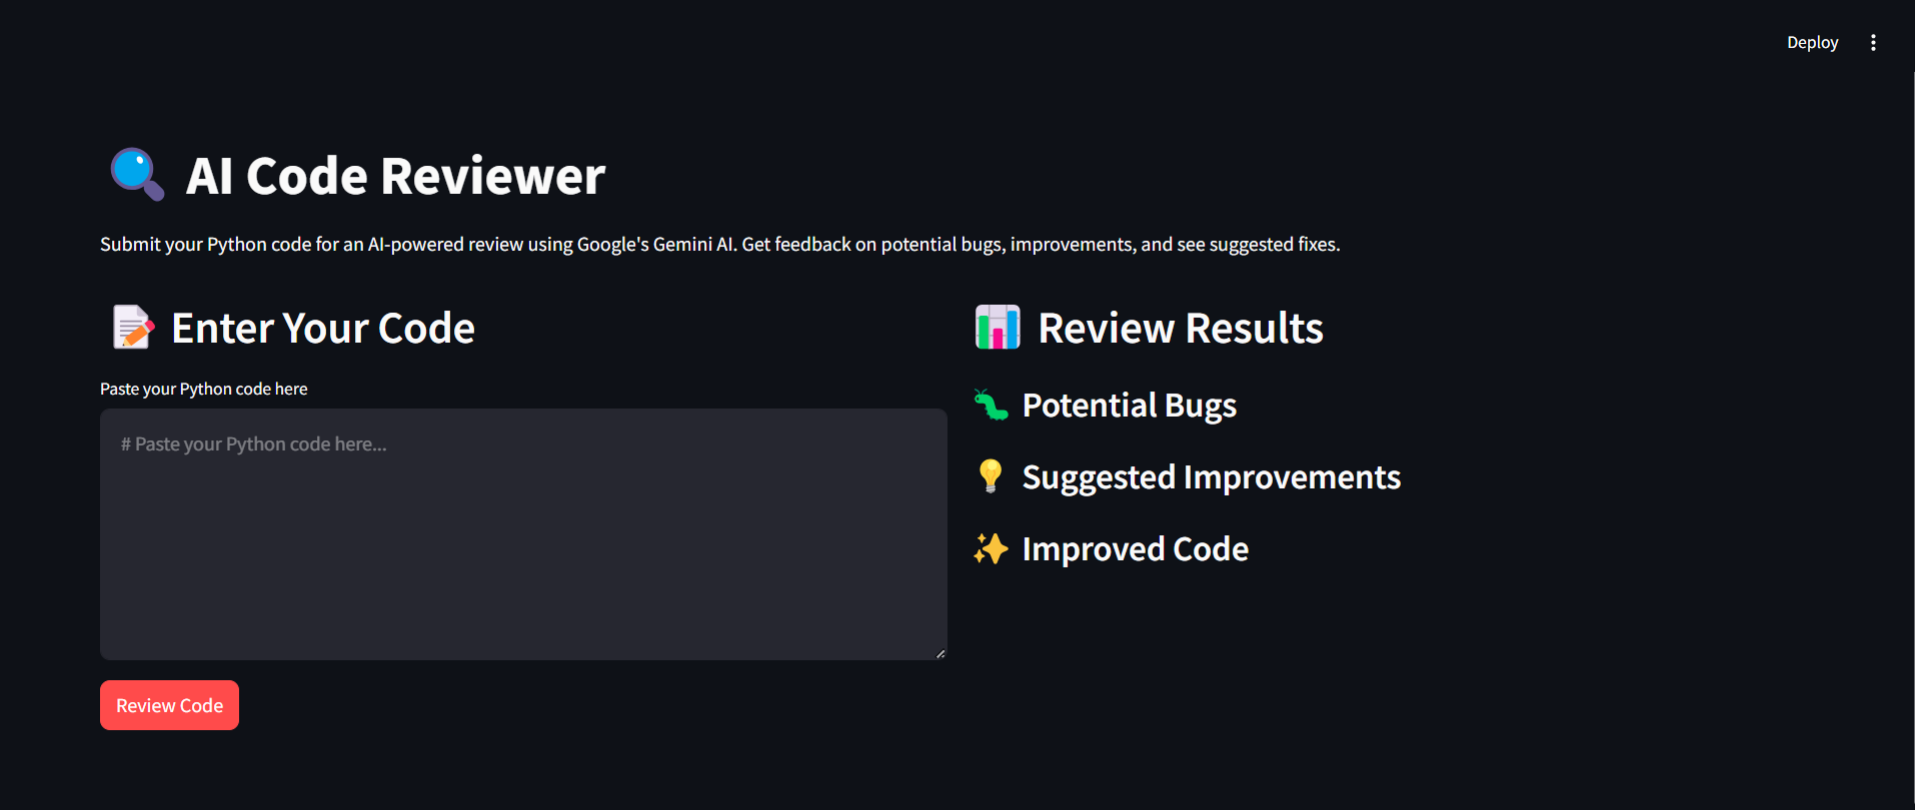 Deploy
AI Code Reviewer
Submit your Python code for an AI-powered review using Google's Gemini AI. Get feedback on potential bugs, improvements, and see suggested fixes.
Enter Your Code
Paste your Python code here
# Paste your Python code here...
Review Code
Review Results
Potential Bugs
Suggested Improvements
Improved Code